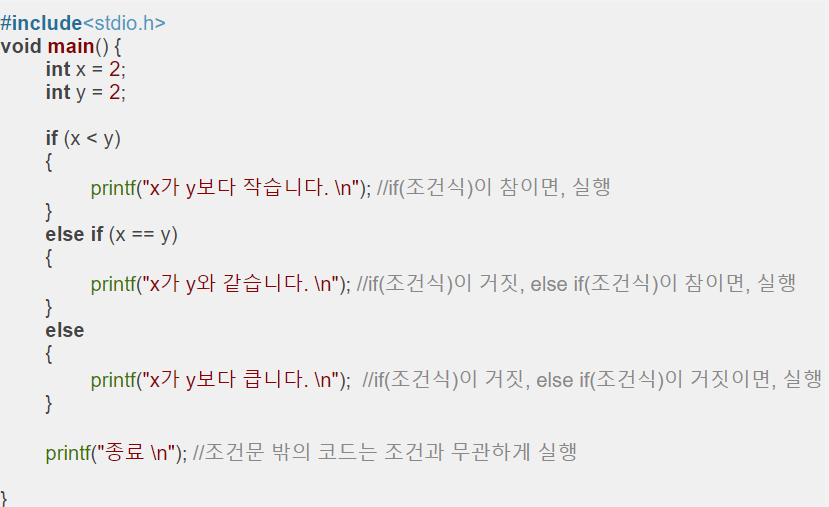 #include<stdio.h>
void main() {
int x = 2;
int y = 2;
if (x < y)
{
printf("x가 y보다 작습니다. \n"); //if(조건식)이 참이면, 실행
}
else if (x == y)
{
printf("x가 y와 같습니다. \n"); //if(조건식)이 거짓, else if(조건식)이 참이면, 실행
}
else
{
printf("x가 y보다 큽니다. \n");  //if(조건식)이 거짓, else if(조건식)이 거짓이면, 실행
}
printf("종료 \n"); //조건문 밖의 코드는 조건과 무관하게 실행
}